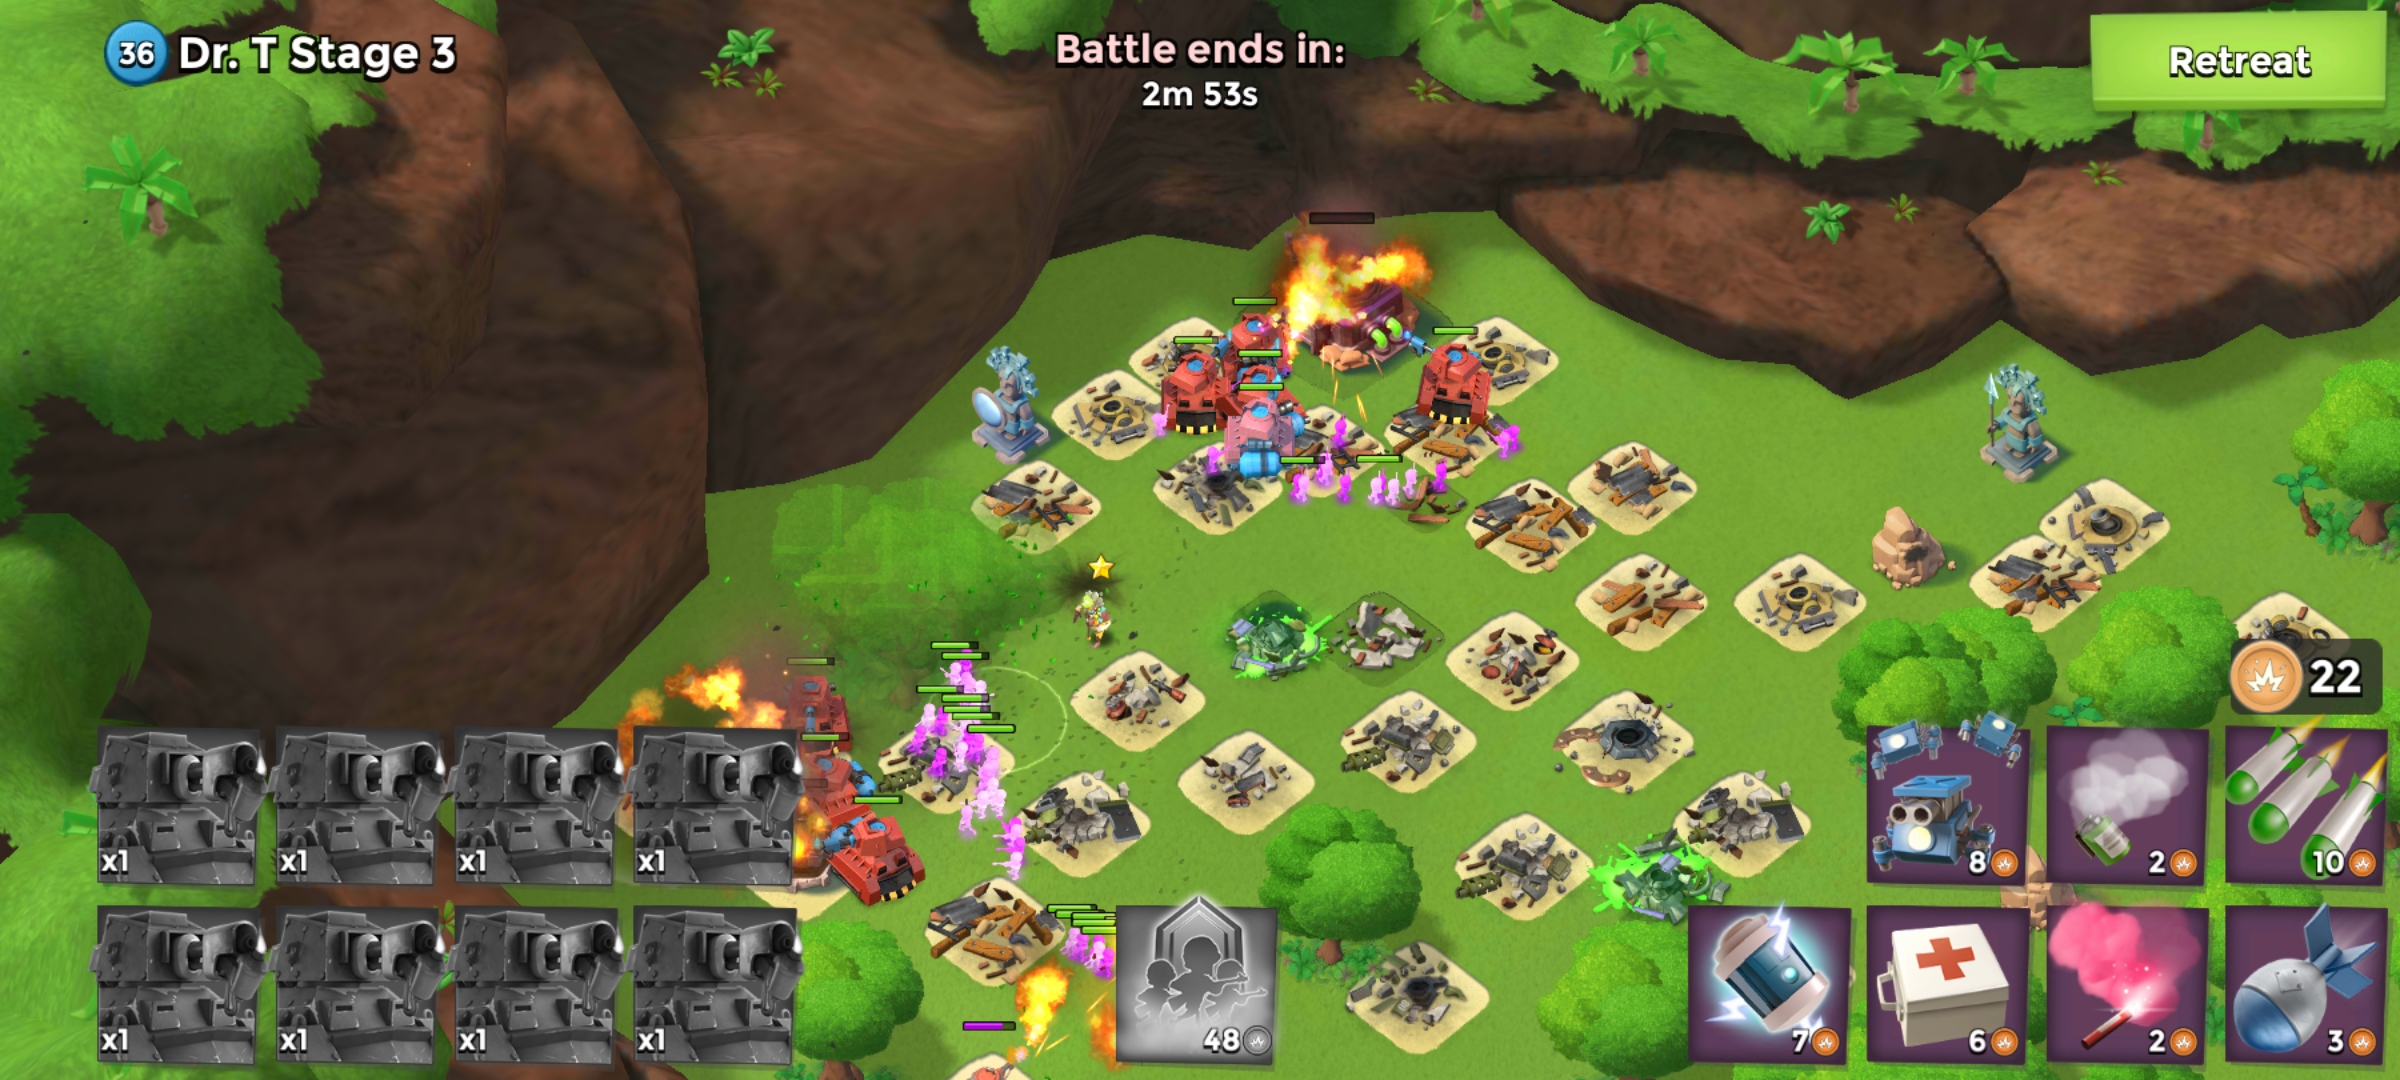 36 Dr. T Stage 3
Battle ends in:
2m 53s
Retreat
22
x1 x1 x1 x1
8 2 10
x1 x1 x1 x1
48
7 6 2 3